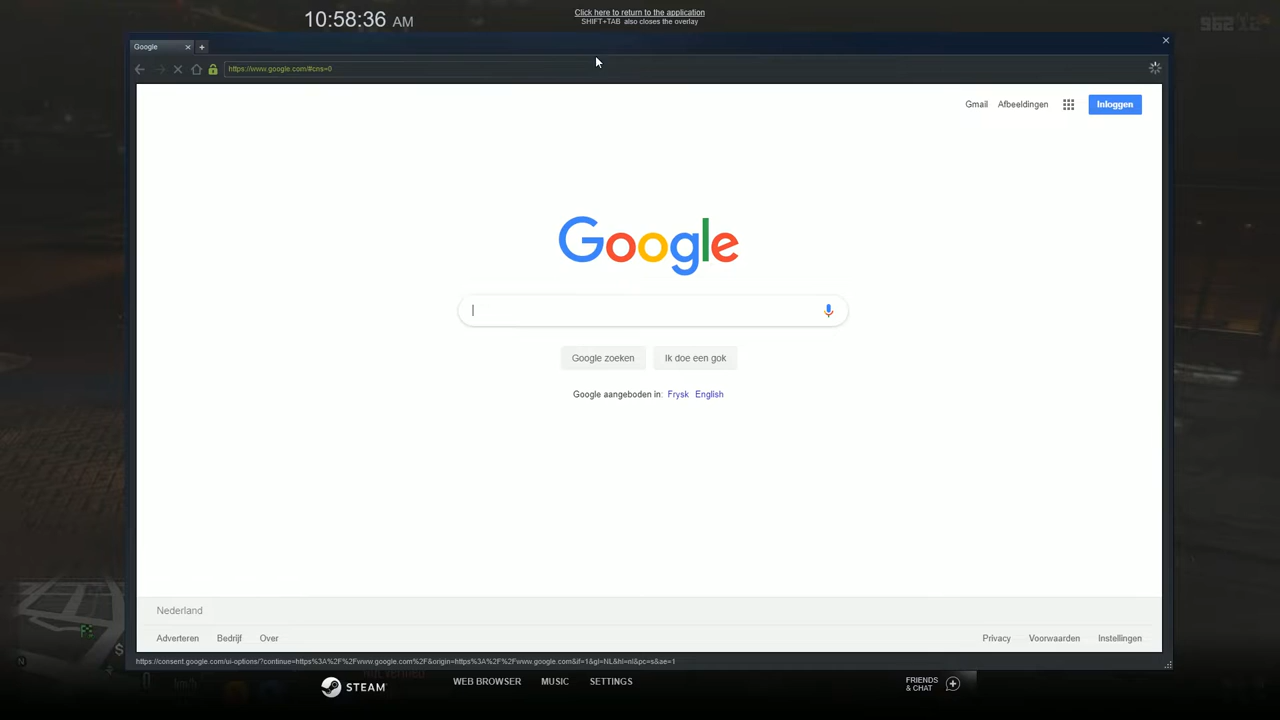 10:58:36 AM
Click here to return to the application
SHIFT+TAB also closes the overlay
Google
https://www.google.com/#cns=0
Gmail Afbeeldingen Inloggen
Google
Google zoeken Ik doe een gok
Google aangeboden in: Frysk English
Nederland
Adverteren Bedrijf Over Privacy Voorwaarden Instellingen
https://consent.google.com/ui-options/?continue=https%3A%2F%2Fwww.google.com%2F&origin=https%3A%2F%2Fwww.google.com&if=1&gl=NL&hl=nl&pc=s&ae=1
STEAM WEB BROWSER MUSIC SETTINGS FRIENDS
& CHAT